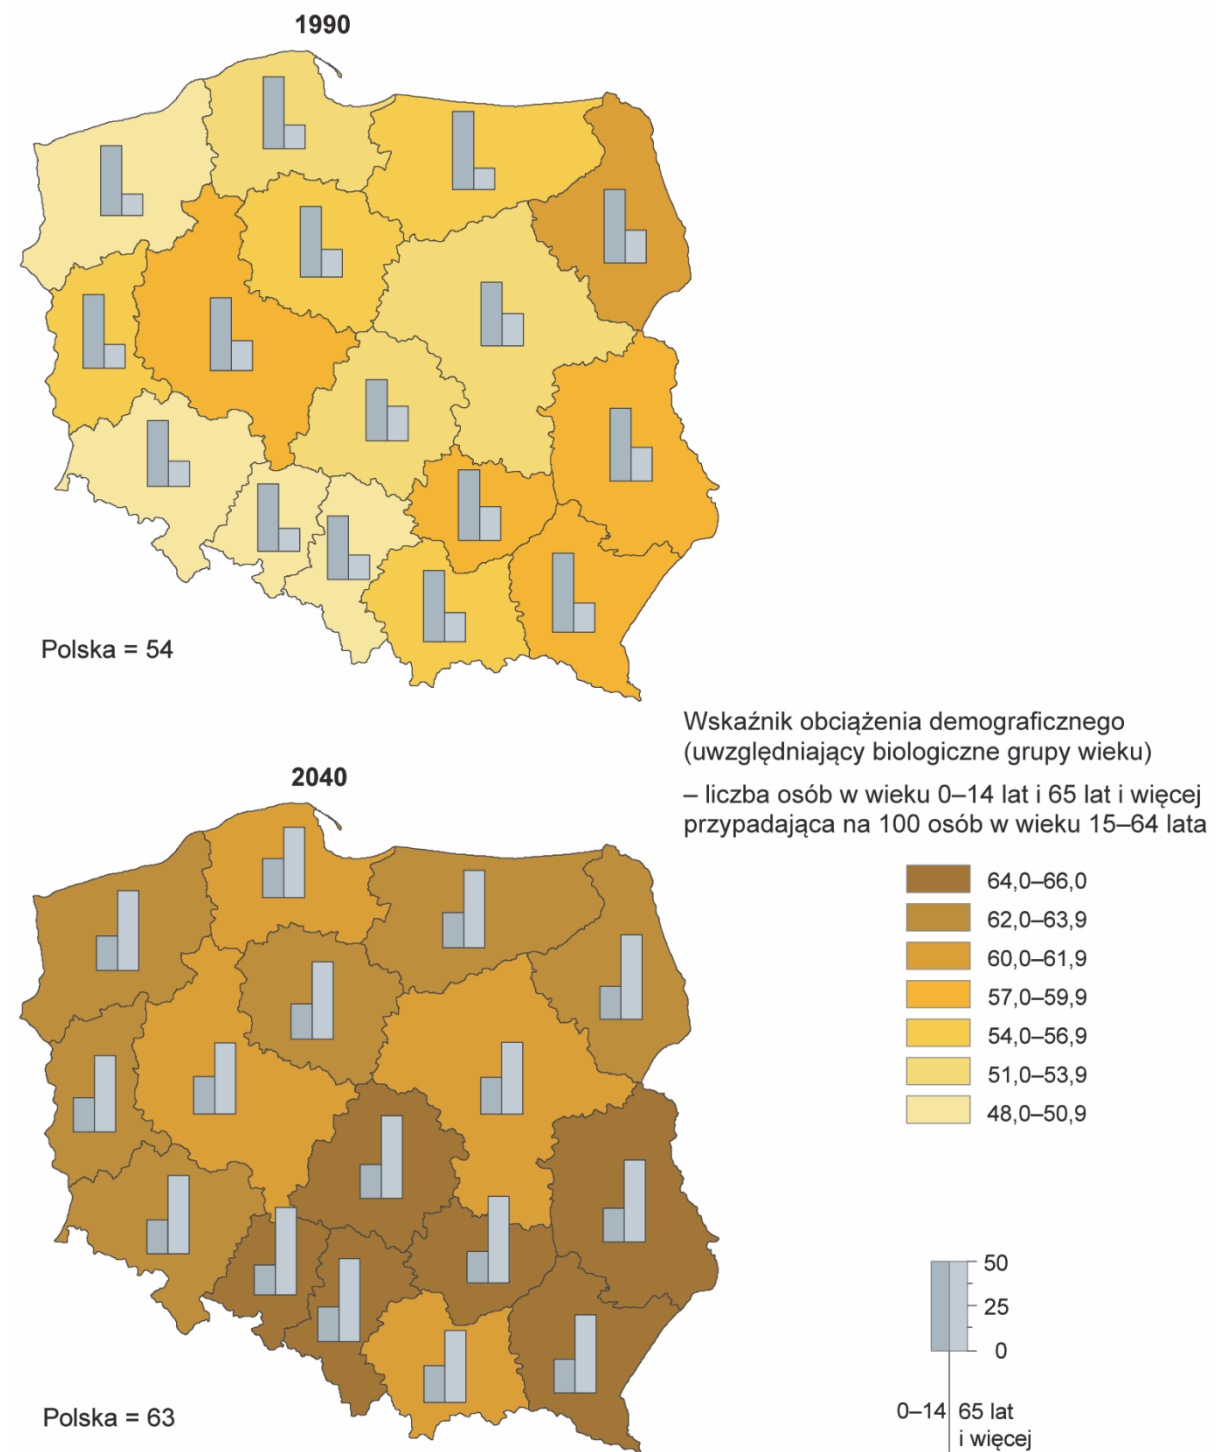 1990
Polska = 54
Wskaźnik obciążenia demograficznego
(uwzględniający biologiczne grupy wieku)
– liczba osób w wieku 0–14 lat i 65 lat i więcej
przypadająca na 100 osób w wieku 15–64 lata
2040
64,0–66,0
62,0–63,9
60,0–61,9
57,0–59,9
54,0–56,9
51,0–53,9
48,0–50,9
50
25
0
0–14
65 lat
i więcej
Polska = 63